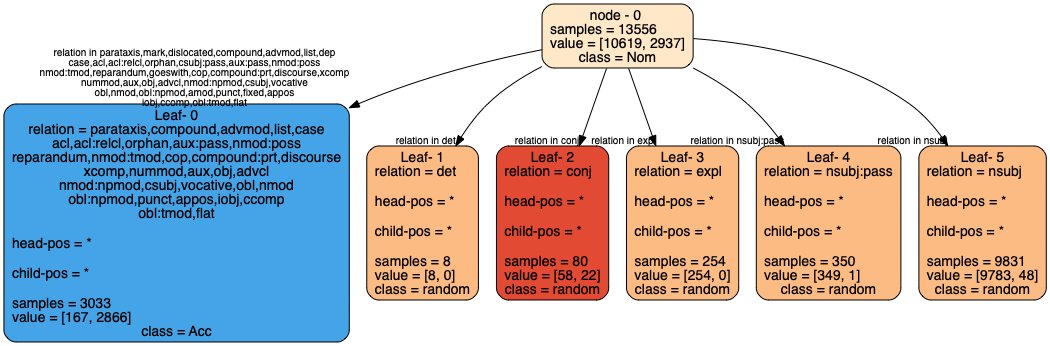 node - 0
samples = 13556
value = [10619, 2937]
class = Nom
relation in parataxis,mark,dislocated,compound,advmod,list,dep
case,acl,acl:relcl,orphan,csubj:pass,aux:pass,nmod:poss
nmod:tmod,reparandum,goeswith,cop,compound:prt,discourse,xcomp
nummod,aux,obj,advcl,nmod:npmod,csubj,vocative
obl,nmod,obl:npmod,amod,punct,fixed,appos
iobj,ccomp,obl:tmod,flat
relation in det
relation in conj
relation in expl
relation in nsubj:pass
relation in nsubj
Leaf- 0
relation = parataxis,compound,advmod,list,case
acl,acl:relcl,orphan,aux:pass,nmod:poss
reparandum,nmod:tmod,cop,compound:prt,discourse
xcomp,nummod,aux,obj,advcl
nmod:npmod,csubj,vocative,obl,nmod
obl:npmod,punct,appos,iobj,ccomp
obl:tmod,flat
head-pos = *
child-pos = *
samples = 3033
value = [167, 2866]
class = Acc
Leaf- 1
relation = det
head-pos = *
child-pos = *
samples = 8
value = [8, 0]
class = random
Leaf- 2
relation = conj
head-pos = *
child-pos = *
samples = 80
value = [58, 22]
class = random
Leaf- 3
relation = expl
head-pos = *
child-pos = *
samples = 254
value = [254, 0]
class = random
Leaf- 4
relation = nsubj:pass
head-pos = *
child-pos = *
samples = 350
value = [349, 1]
class = random
Leaf- 5
relation = nsubj
head-pos = *
child-pos = *
samples = 9831
value = [9783, 48]
class = random